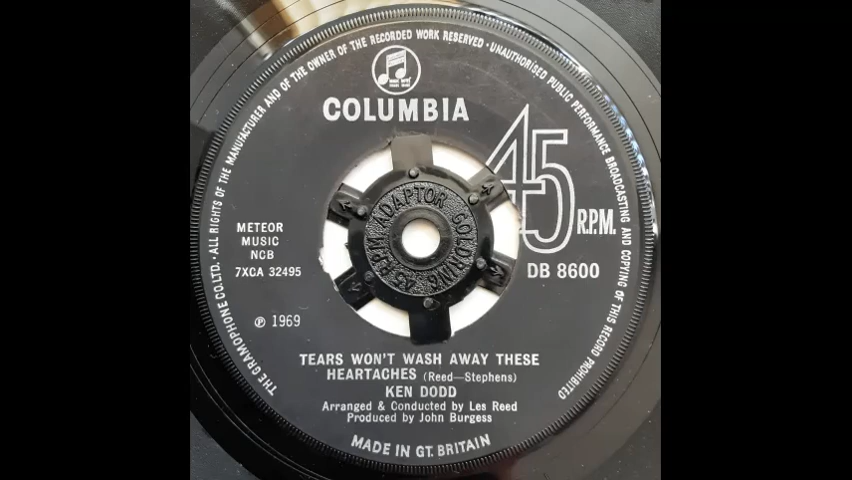 THE GRAMOPHONE CO.LTD. · ALL RIGHTS OF THE MANUFACTURER AND OF THE OWNER OF THE RECORDED WORK RESERVED · UNAUTHORISED PUBLIC PERFORMANCE BROADCASTING AND COPYING OF THIS RECORD PROHIBITED
COLUMBIA
45
R.P.M.
DB 8600
45 R.P.M. ADAPTOR GOLDRING
METEOR
MUSIC
NCB
7XCA 32495
℗ 1969
TEARS WON'T WASH AWAY THESE
HEARTACHES (Reed—Stephens)
KEN DODD
Arranged & Conducted by Les Reed
Produced by John Burgess
MADE IN GT. BRITAIN